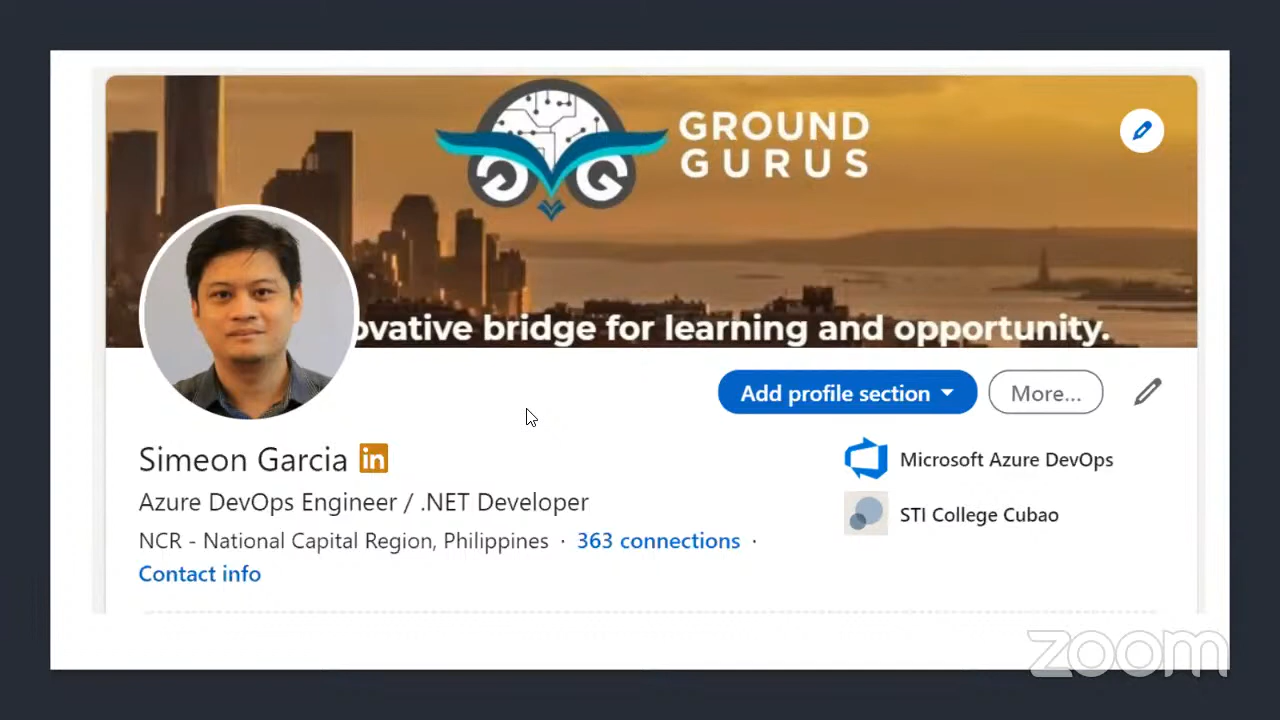 GROUND
GURUS
ovative bridge for learning and opportunity.
Add profile section
More...
Simeon Garcia in
Azure DevOps Engineer / .NET Developer
NCR - National Capital Region, Philippines · 363 connections ·
Contact info
Microsoft Azure DevOps
STI College Cubao
zoom